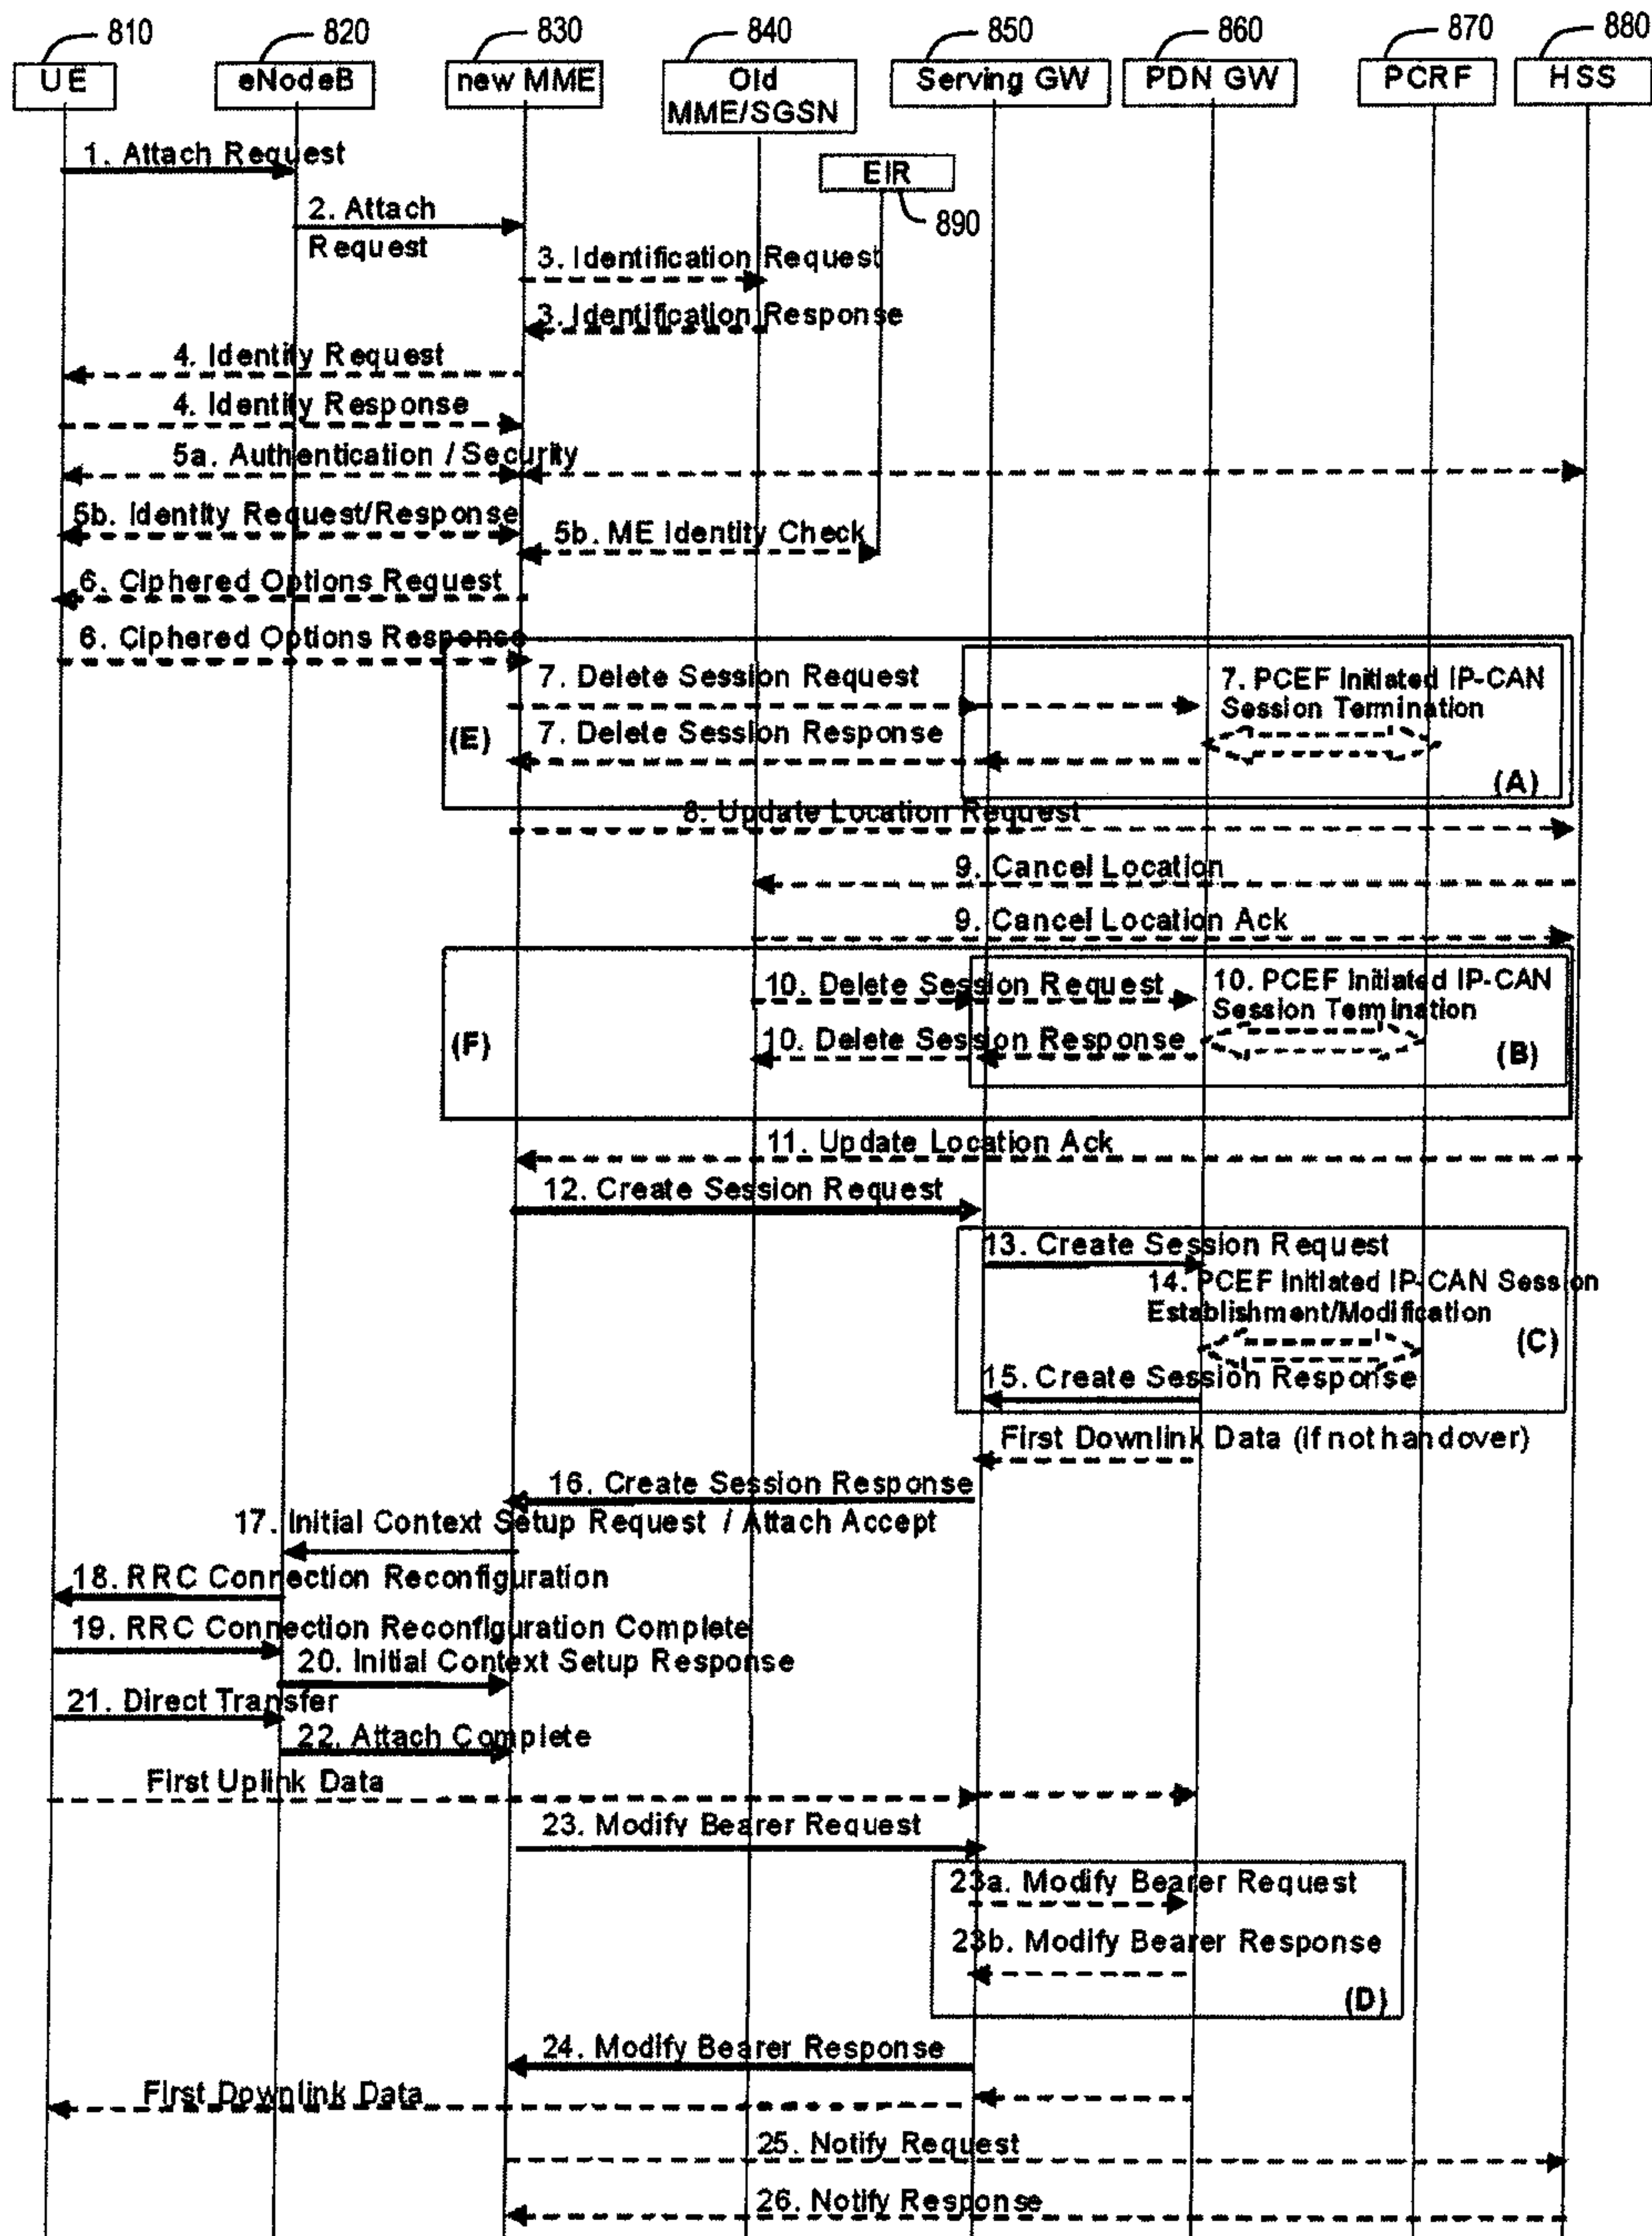 810
820
830
840
850
860
870
880
UE
eNodeB
new MME
Old
MME/SGSN
Serving GW
PDN GW
PCRF
HSS
1. Attach Request
EIR
890
2. Attach
Request
3. Identification Request
3. Identification Response
4. Identity Request
4. Identity Response
5a. Authentication / Security
5b. Identity Request/Response
5b. ME Identity Check
6. Ciphered Options Request
6. Ciphered Options Response
7. Delete Session Request
7. PCEF Initiated IP-CAN
Session Termination
(E)
7. Delete Session Response
(A)
8. Update Location Request
9. Cancel Location
9. Cancel Location Ack
10. Delete Session Request
10. PCEF Initiated IP-CAN
Session Termination
(F)
10. Delete Session Response
(B)
11. Update Location Ack
12. Create Session Request
13. Create Session Request
14. PCEF Initiated IP-CAN Session
Establishment/Modification
(C)
15. Create Session Response
First Downlink Data (if not handover)
16. Create Session Response
17. Initial Context Setup Request / Attach Accept
18. RRC Connection Reconfiguration
19. RRC Connection Reconfiguration Complete
20. Initial Context Setup Response
21. Direct Transfer
22. Attach Complete
First Uplink Data
23. Modify Bearer Request
23a. Modify Bearer Request
23b. Modify Bearer Response
(D)
24. Modify Bearer Response
First Downlink Data
25. Notify Request
26. Notify Response